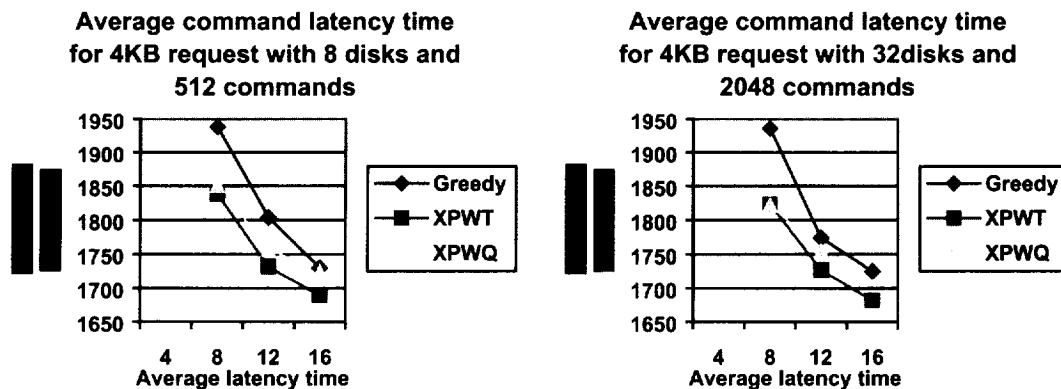 Average command latency time
for 4KB request with 8 disks and
512 commands
1950
1900
1850
1800
1750
1700
1650
4 8 12 16
Average latency time
Greedy
XPWT
XPWQ
Average command latency time
for 4KB request with 32disks and
2048 commands
1950
1900
1850
1800
1750
1700
1650
4 8 12 16
Average latency time
Greedy
XPWT
XPWQ